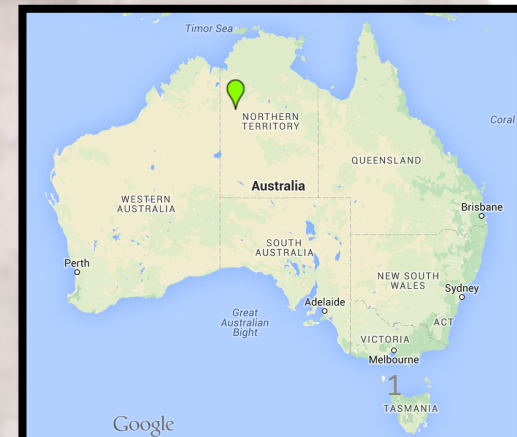 Timor Sea
NORTHERN
TERRITORY
Coral
QUEENSLAND
Australia
WESTERN
AUSTRALIA
Brisbane
SOUTH
AUSTRALIA
Perth
NEW SOUTH
WALES
Sydney
Adelaide
Great
Australian
Bight
ACT
VICTORIA
Melbourne
1
TASMANIA
Google